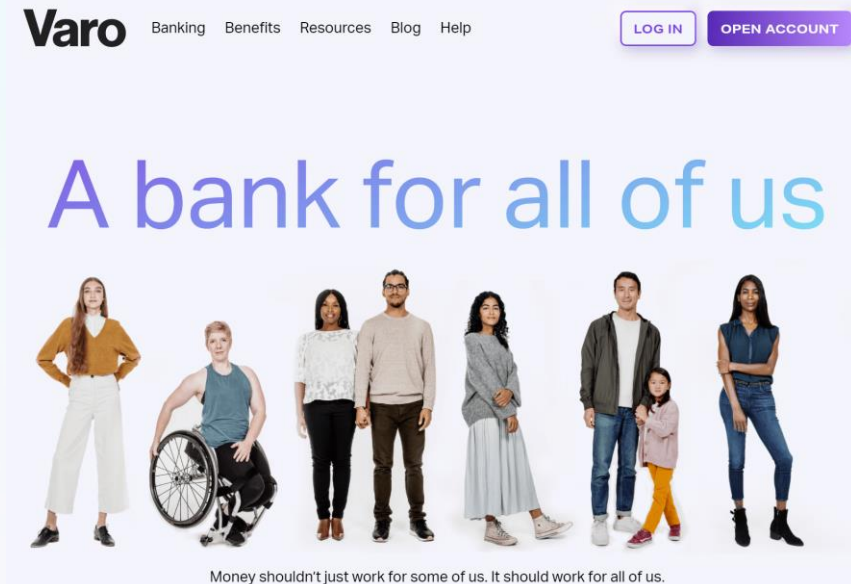 Varo
Banking Benefits Resources Blog Help
LOG IN
OPEN ACCOUNT
A bank for all of us
Money shouldn't just work for some of us. It should work for all of us.